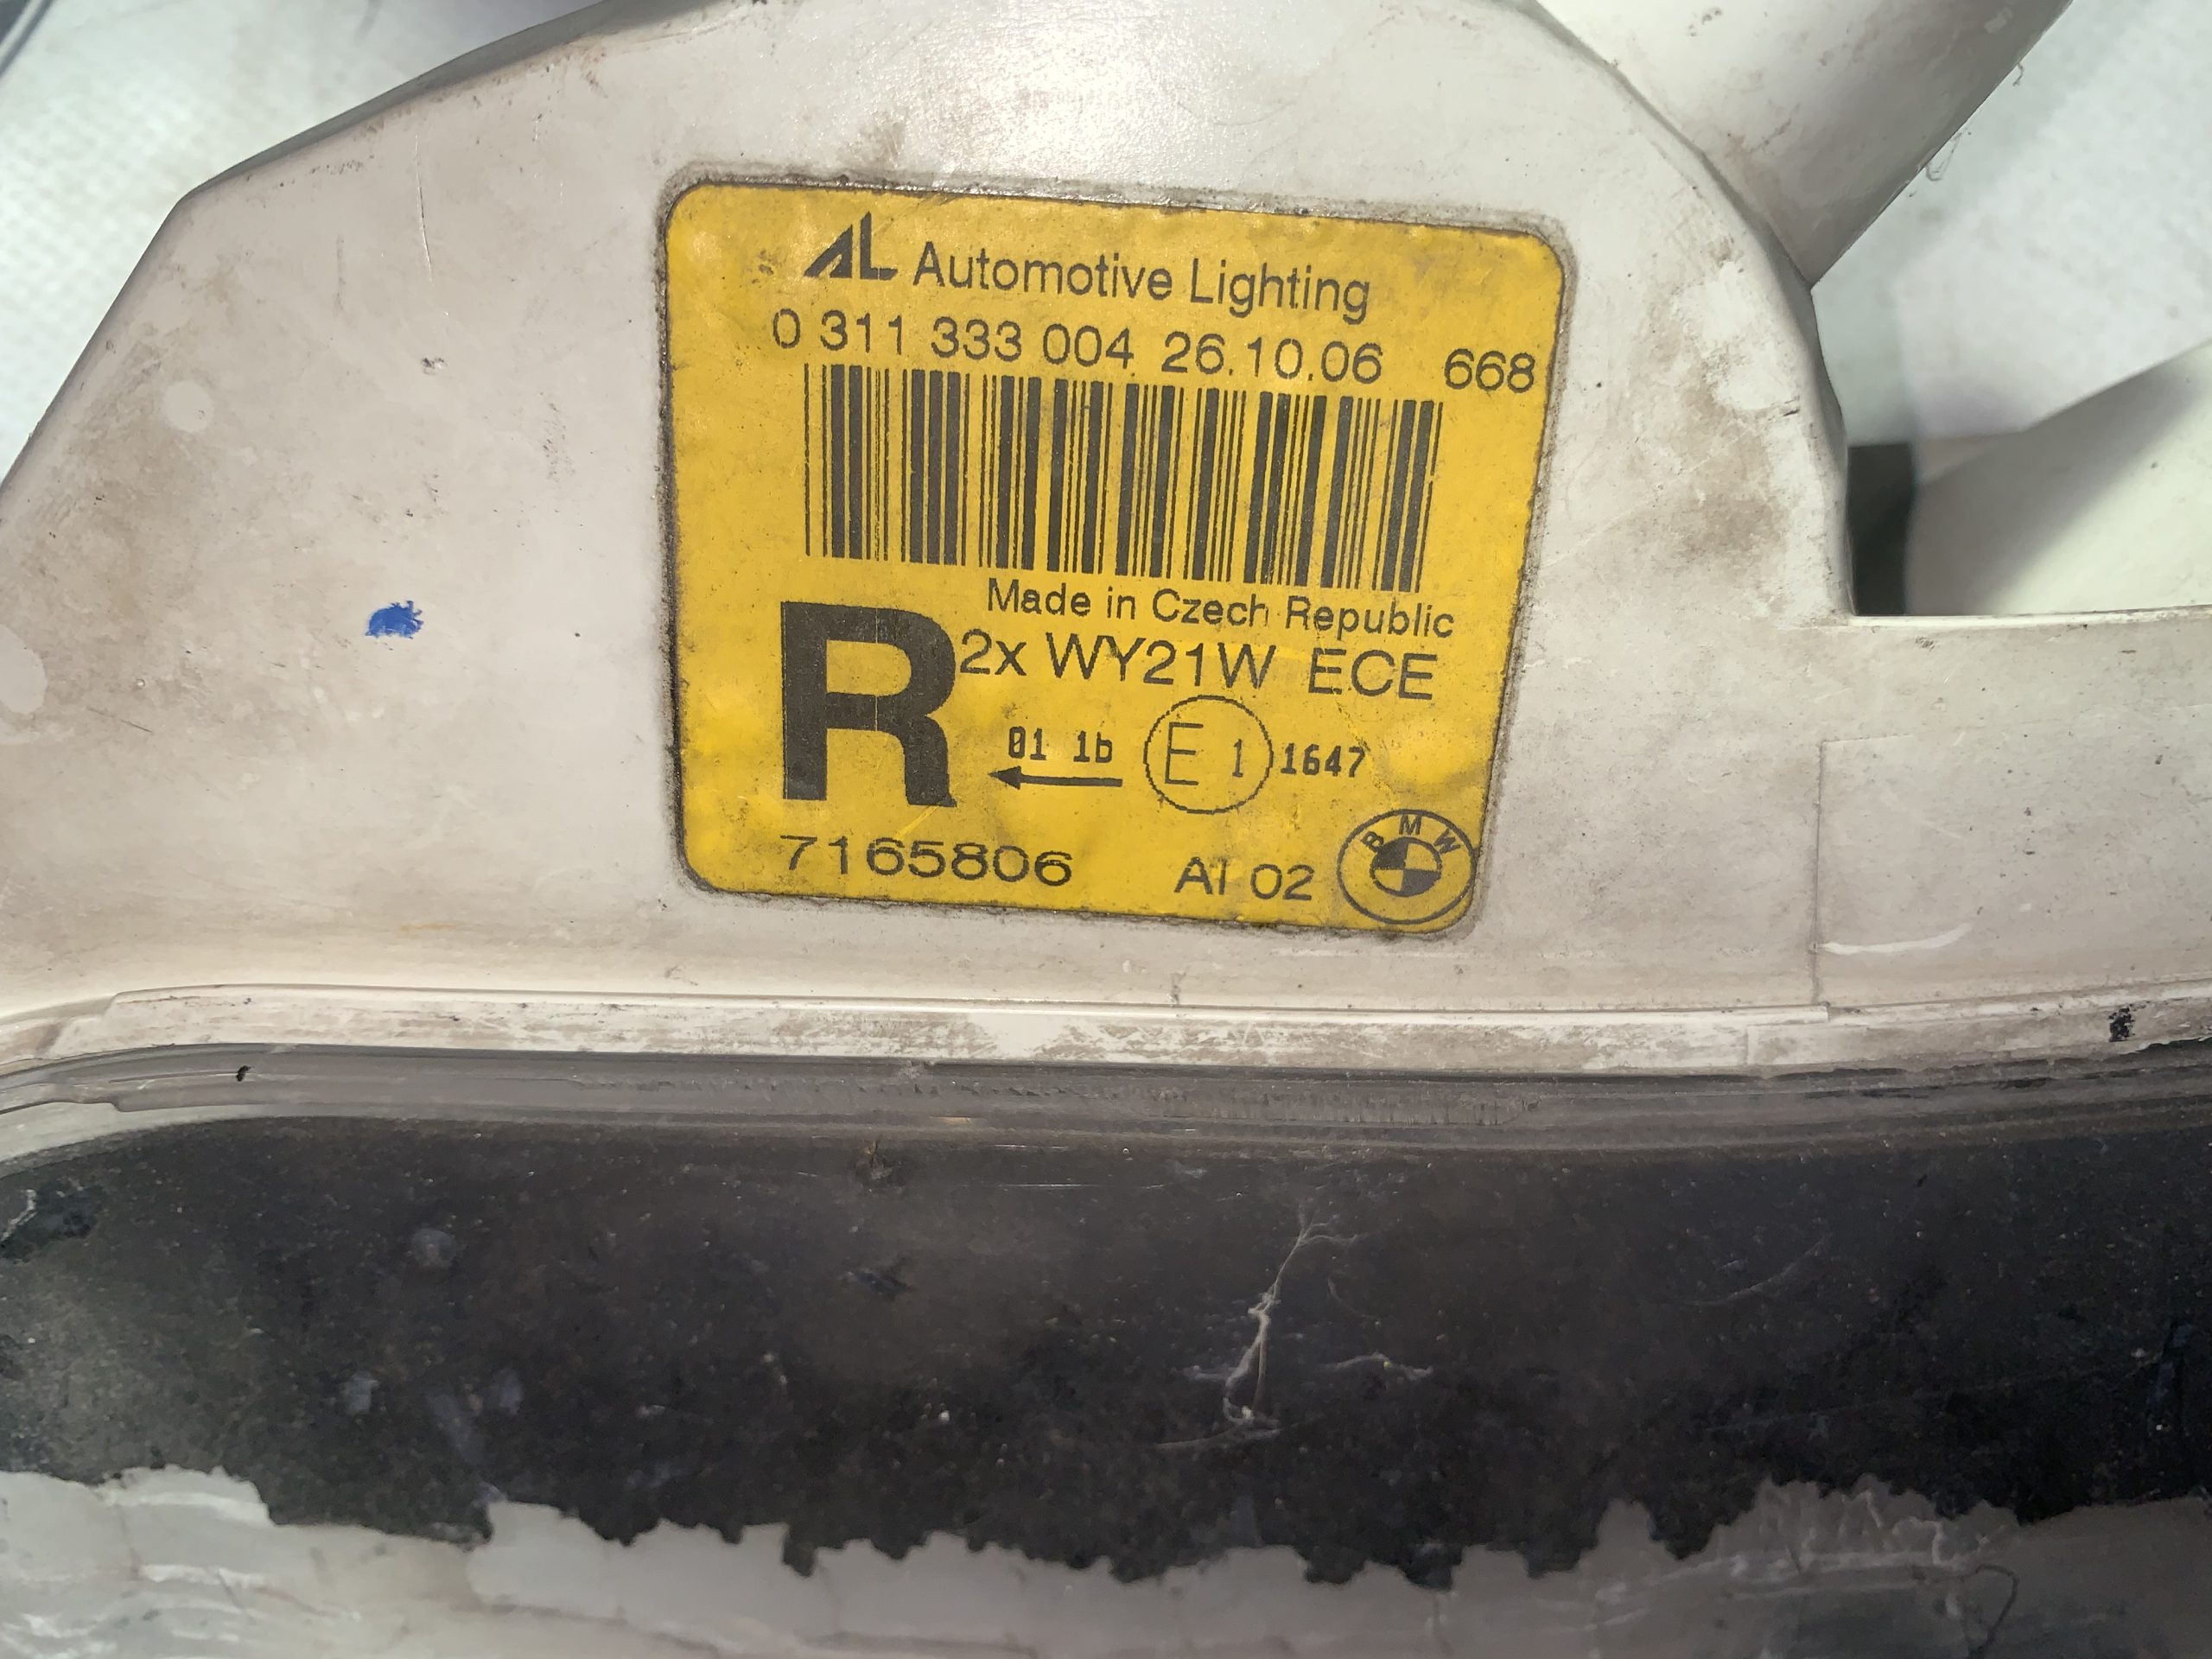 AL Automotive Lighting
0 311 333 004 26.10.06 668
Made in Czech Republic
R
2x WY21W ECE
01 1b E 1 1647
7165806 AI 02 BMW